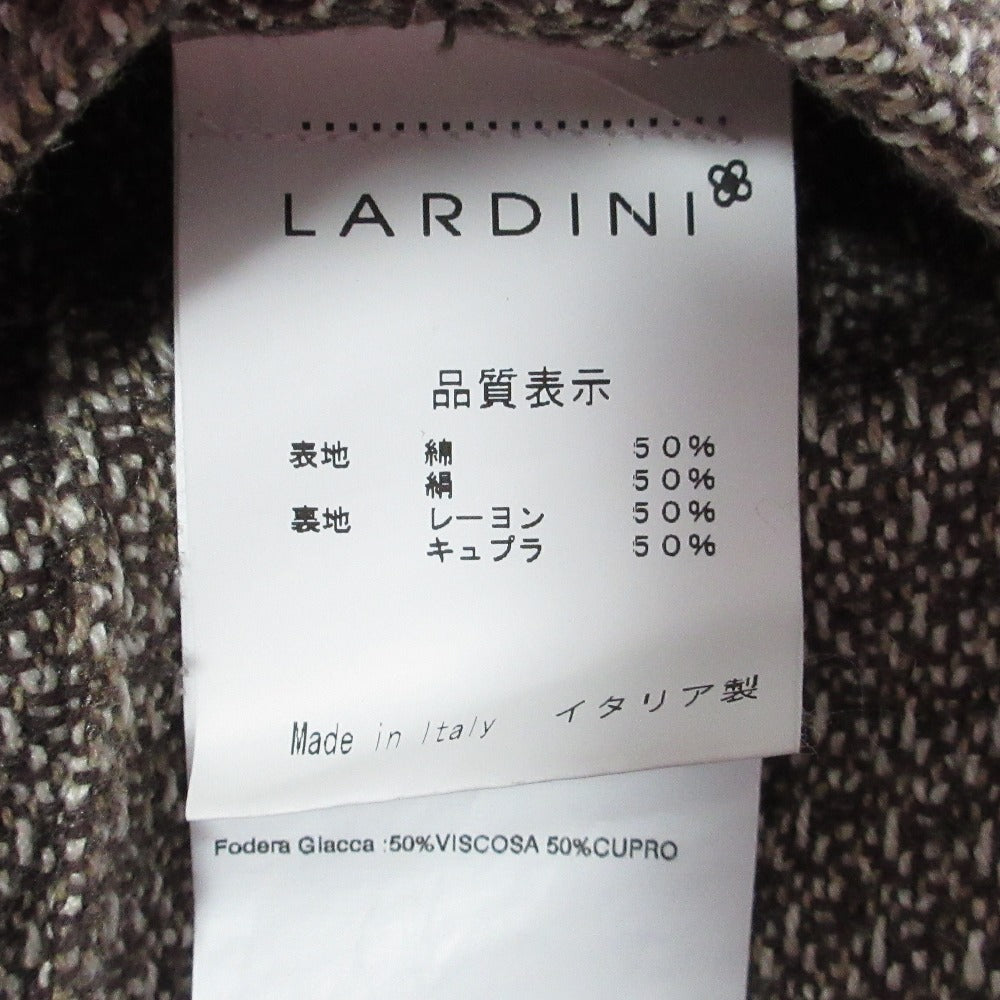 LARDINI
品質表示
表地 綿 50%
絹 50%
裏地 レーヨン 50%
キュプラ 50%
Made in Italy イタリア製
Fodera Giacca :50%VISCOSA 50%CUPRO